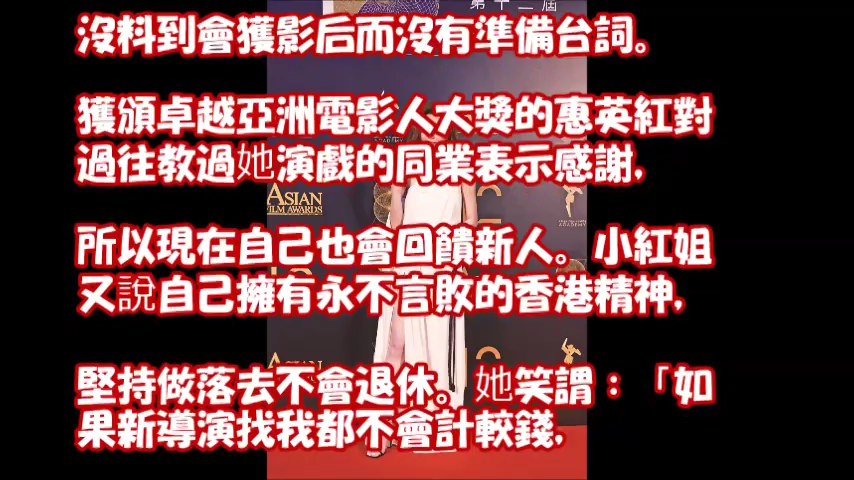 第十二屆
沒料到會獲影后而沒有準備台詞。
獲頒卓越亞洲電影人大獎的惠英紅對
過往教過她演戲的同業表示感謝,
ASIAN
FILM AWARDS
所以現在自己也會回饋新人。小紅姐
又說自己擁有永不言敗的香港精神,
堅持做落去不會退休。她笑謂：「如
果新導演找我都不會計較錢,